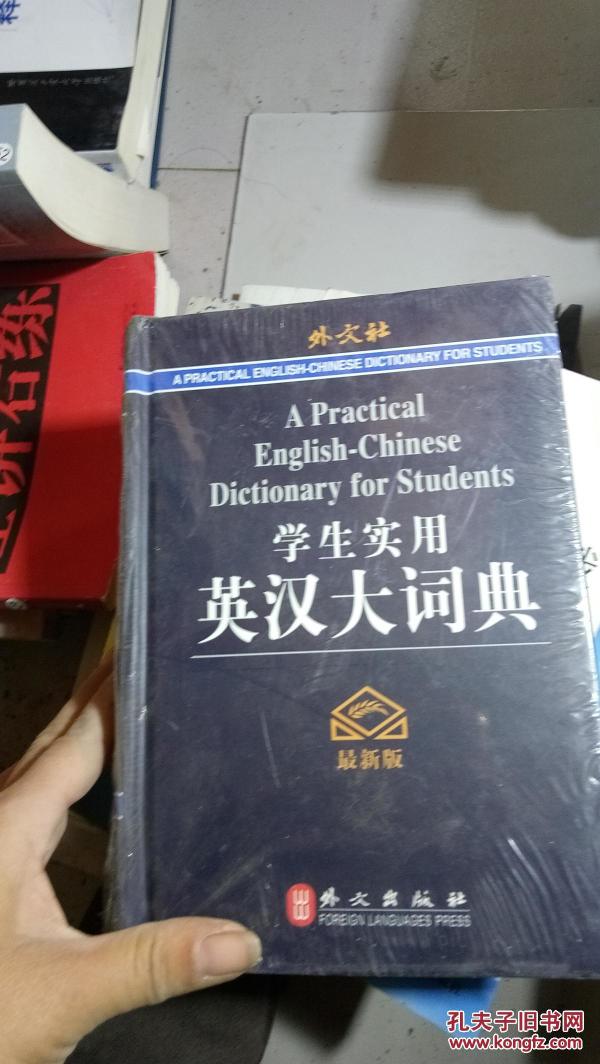 释
外文社
A PRACTICAL ENGLISH-CHINESE DICTIONARY FOR STUDENTS
A Practical
English-Chinese
Dictionary for Students
学生实用
英汉大词典
最新版
外文出版社
FOREIGN LANGUAGES PRESS
孔夫子旧书网
www.kongfz.com